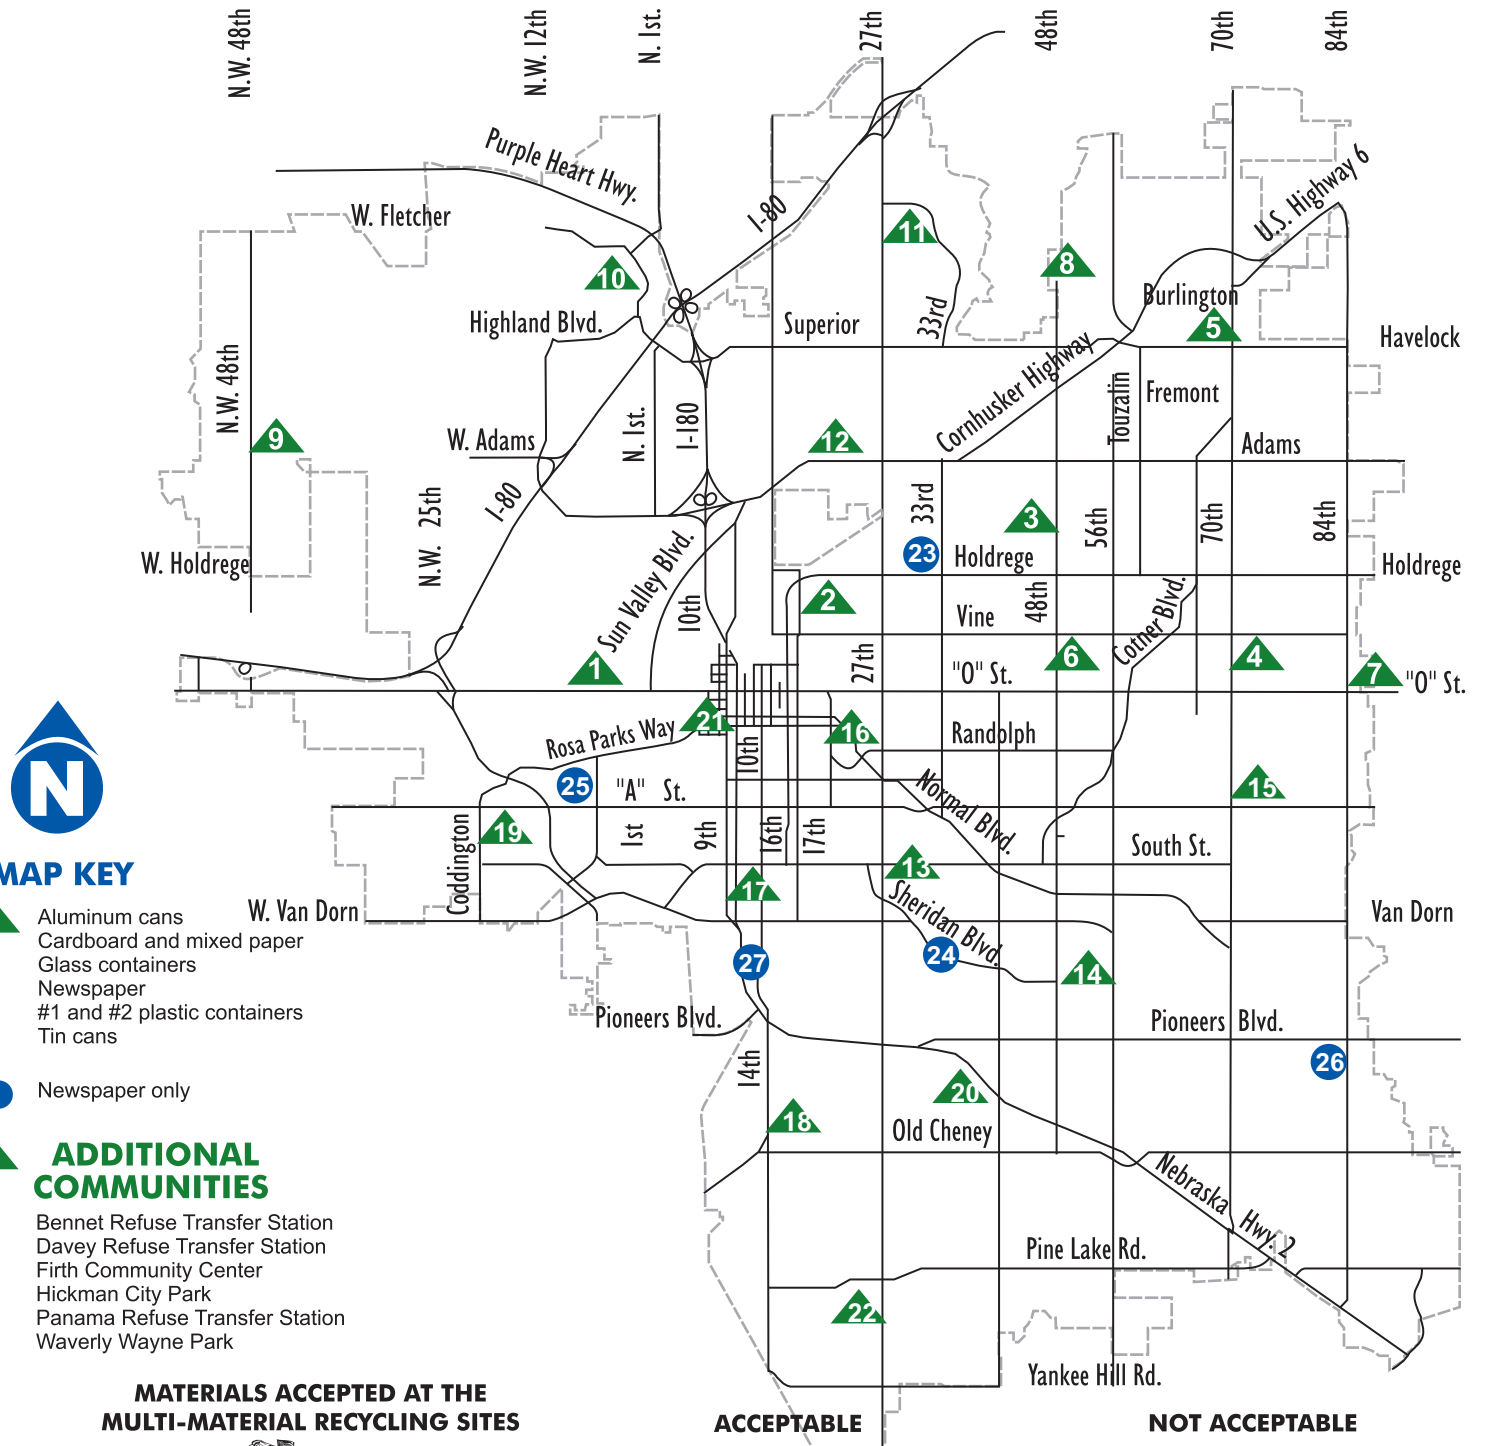 N.W. 48th
N.W. 12th
N. 1st.
27th
48th
70th
84th
Purple Heart Hwy.
W. Fletcher
I-80
U.S. Highway 6
11
8
10
Burlington
33rd
Highland Blvd.
Superior
5
Havelock
N.W. 48th
Cornhusker Highway
Touzalin
Fremont
9
W. Adams
N. 1st.
I-180
12
Adams
N.W. 25th
I-80
33rd
3
56th
70th
84th
W. Holdrege
Sun Valley Blvd.
23
Holdrege
Holdrege
10th
2
Vine
48th
Cotner Blvd.
1
27th
"O" St.
6
4
7
"O" St.
N
Rosa Parks Way
21
10th
16
Randolph
25
"A" St.
Normal Blvd.
15
Coddington
19
1st
9th
16th
17th
South St.
MAP KEY
17
13
Sheridan Blvd.
W. Van Dorn
Van Dorn
Aluminum cans
Cardboard and mixed paper
Glass containers
Newspaper
#1 and #2 plastic containers
Tin cans
27
24
14
Pioneers Blvd.
Pioneers Blvd.
14th
26
Newspaper only
20
18
Old Cheney
ADDITIONAL
COMMUNITIES
Nebraska Hwy. 2
Bennet Refuse Transfer Station
Davey Refuse Transfer Station
Firth Community Center
Hickman City Park
Panama Refuse Transfer Station
Waverly Wayne Park
Pine Lake Rd.
22
Yankee Hill Rd.
MATERIALS ACCEPTED AT THE
MULTI-MATERIAL RECYCLING SITES
ACCEPTABLE
NOT ACCEPTABLE